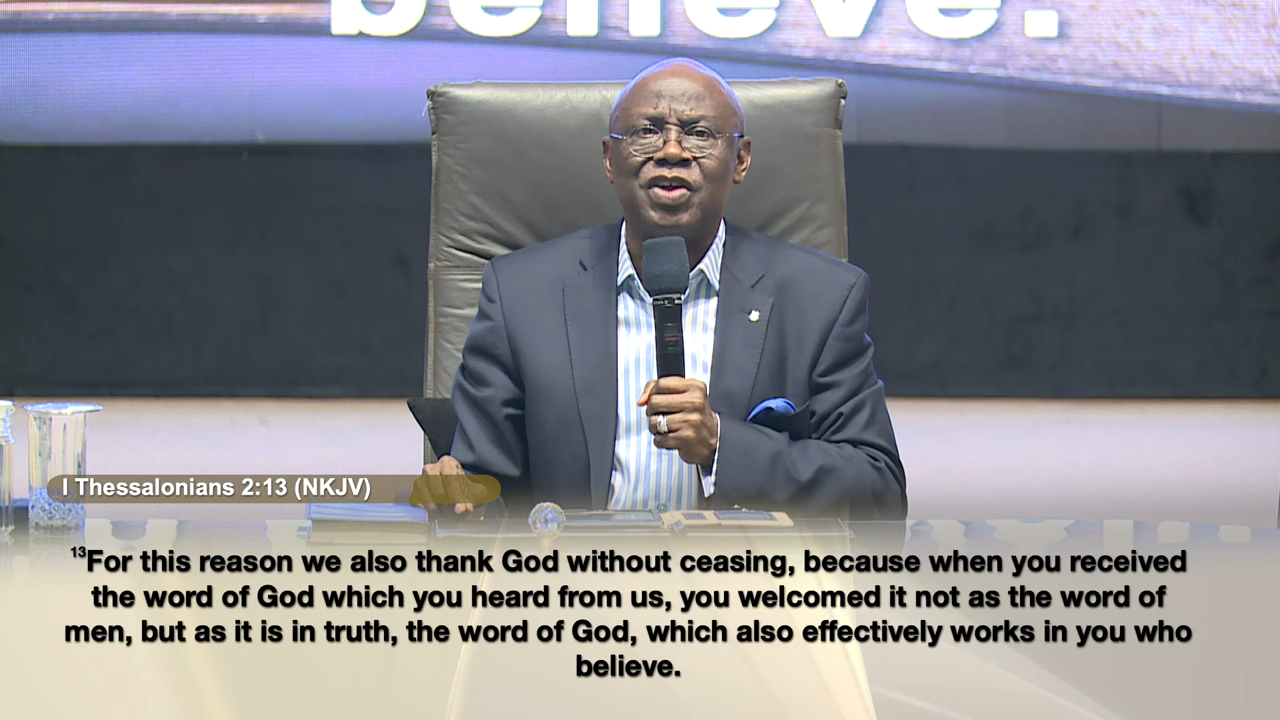 believe.
I Thessalonians 2:13 (NKJV)
13For this reason we also thank God without ceasing, because when you received
the word of God which you heard from us, you welcomed it not as the word of
men, but as it is in truth, the word of God, which also effectively works in you who
believe.